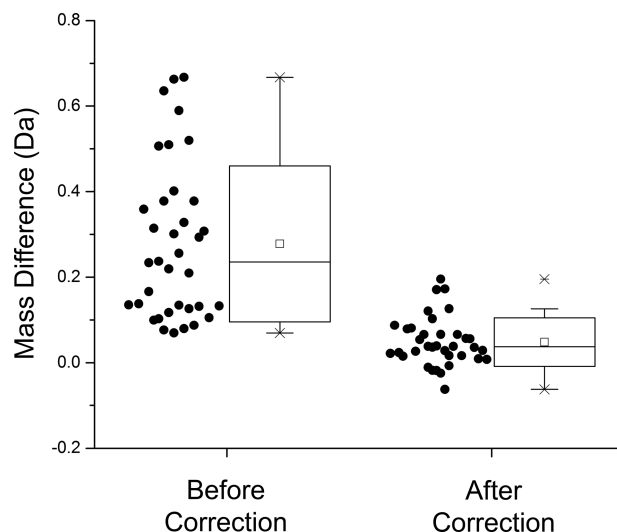 0.8
0.6
0.4
0.2
0.0
-0.2
Mass Difference (Da)
Before
Correction
After
Correction